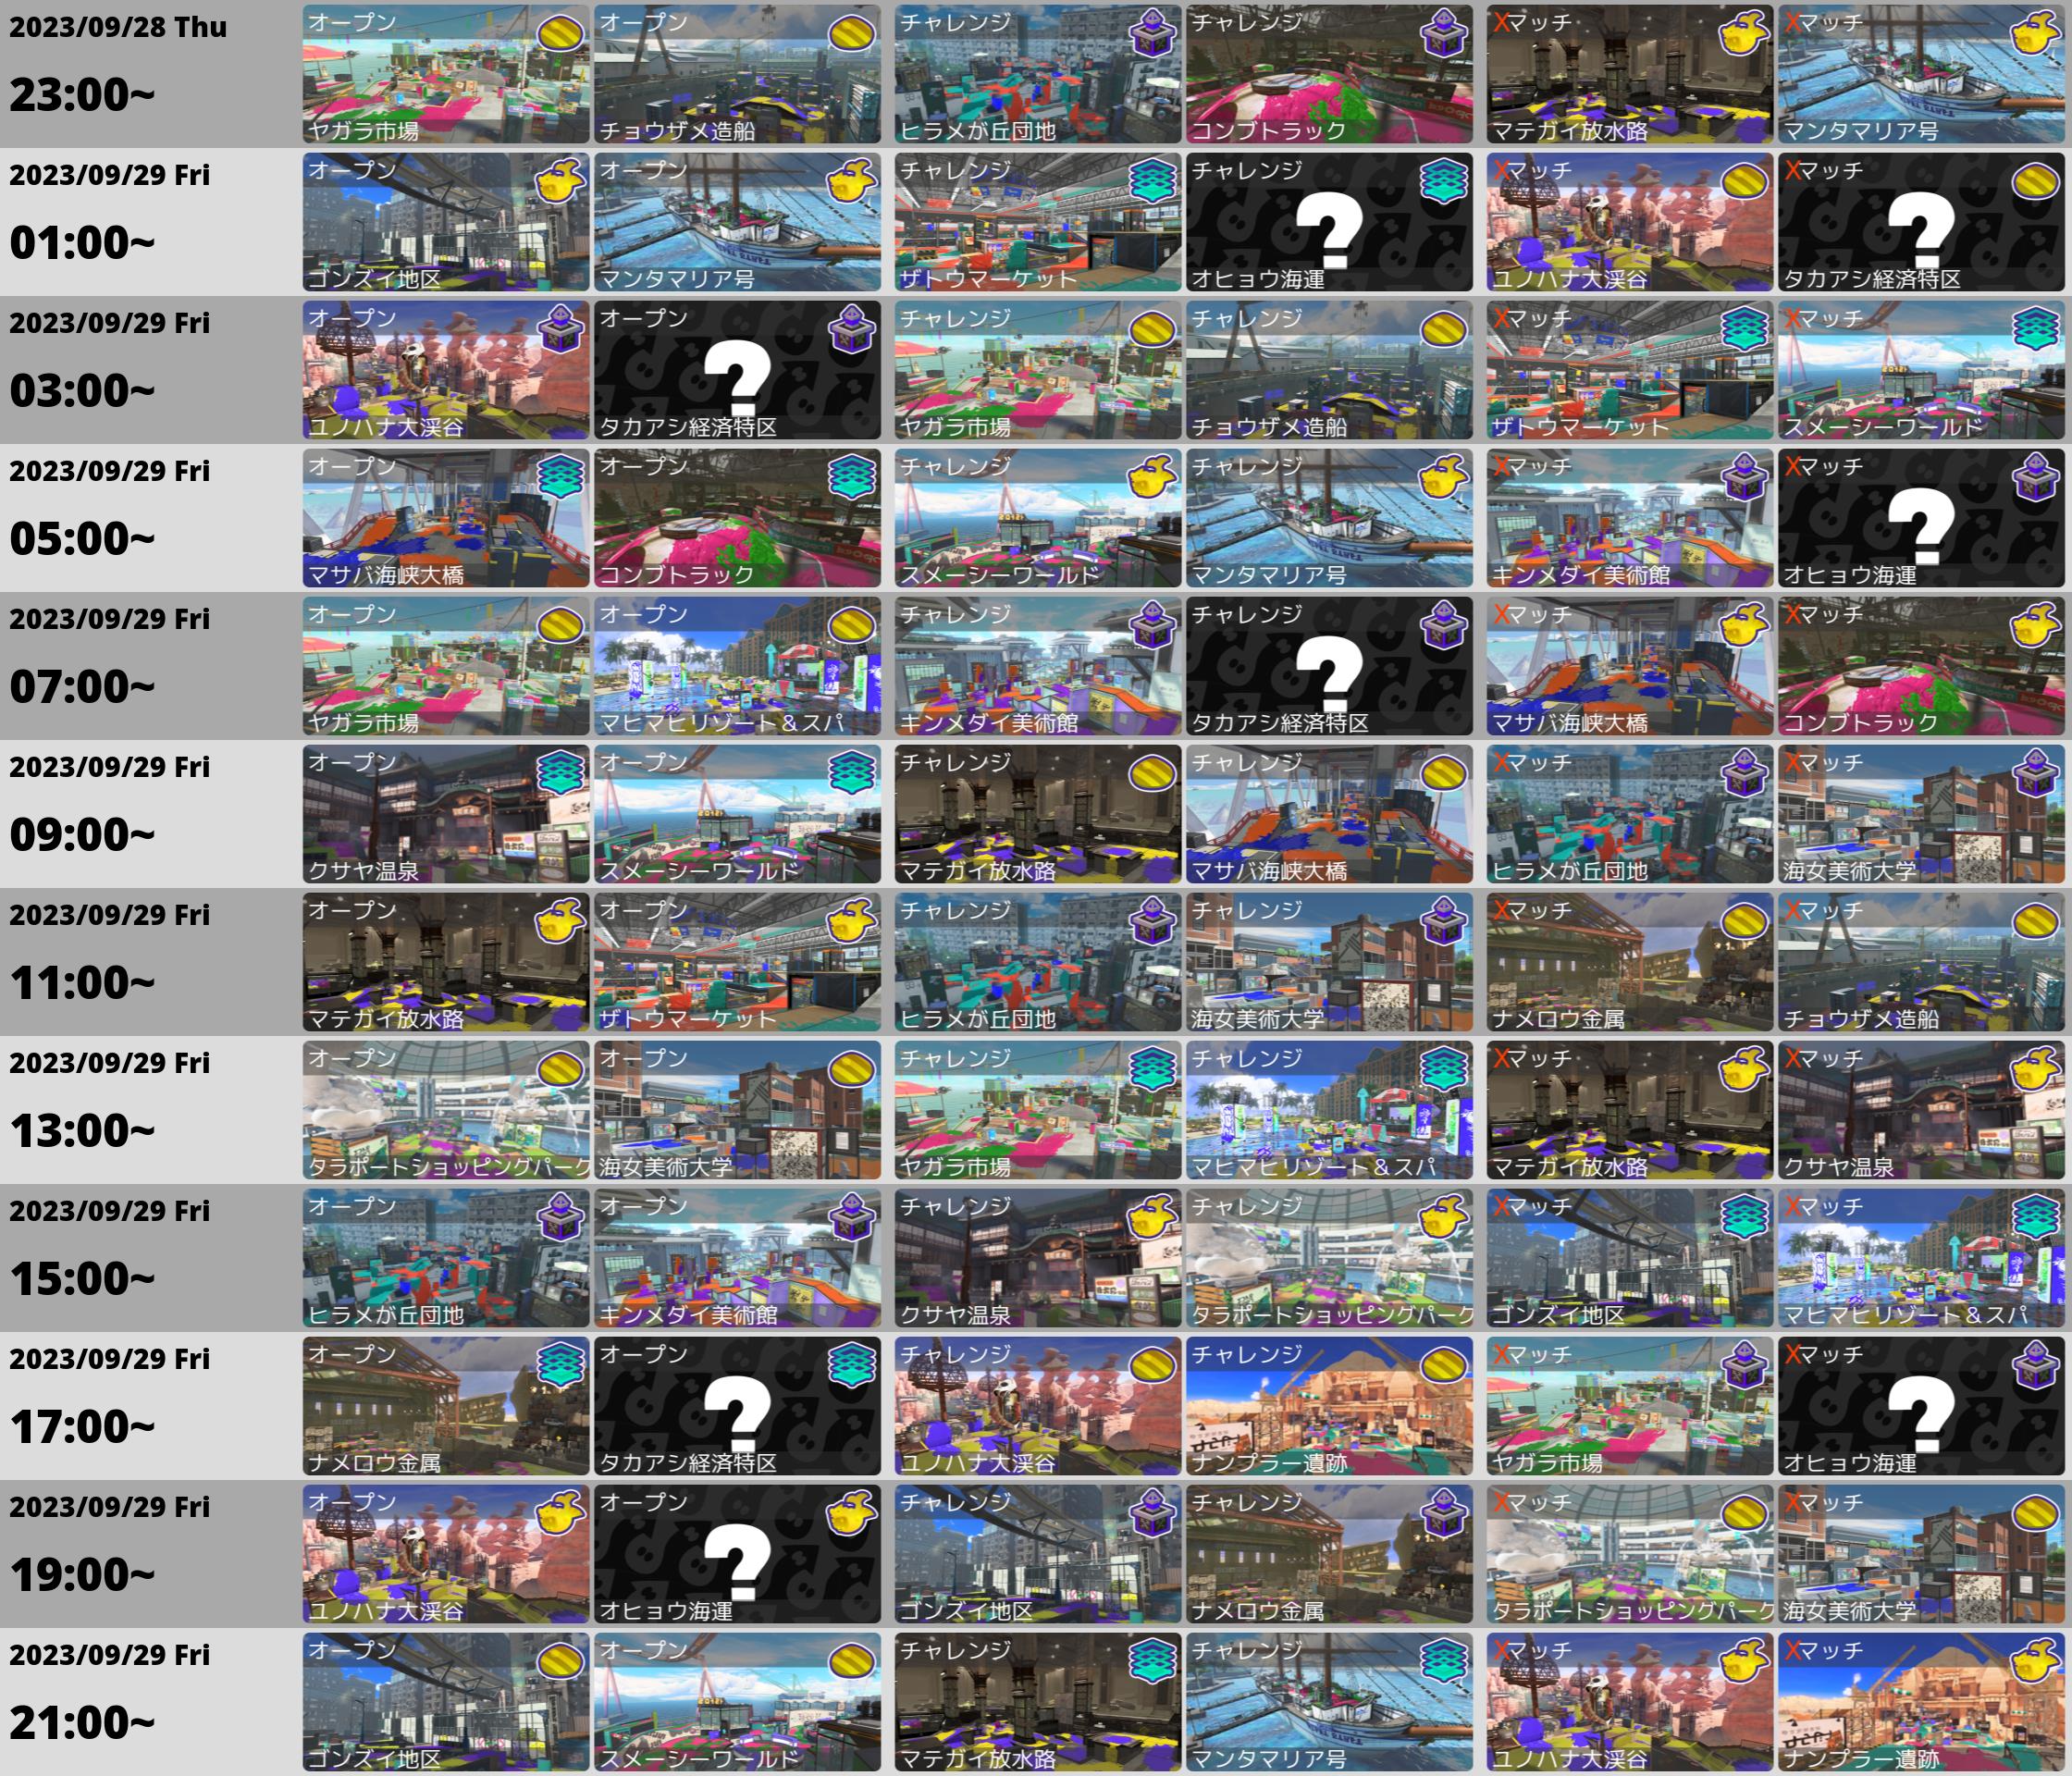 2023/09/28 Thu
23:00~
オープン オープン チャレンジ チャレンジ Xマッチ Xマッチ
ヤガラ市場 チョウザメ造船 ヒラメが丘団地 コンブトラック マテガイ放水路 マンタマリア号
2023/09/29 Fri
01:00~
オープン オープン チャレンジ チャレンジ Xマッチ Xマッチ
ゴンズイ地区 マンタマリア号 ザトウマーケット オヒョウ海運 ユノハナ大渓谷 タカアシ経済特区
2023/09/29 Fri
03:00~
オープン オープン チャレンジ チャレンジ Xマッチ Xマッチ
ユノハナ大渓谷 タカアシ経済特区 ヤガラ市場 チョウザメ造船 ザトウマーケット スメーシーワールド
2023/09/29 Fri
05:00~
オープン オープン チャレンジ チャレンジ Xマッチ Xマッチ
マサバ海峡大橋 コンブトラック スメーシーワールド マンタマリア号 キンメダイ美術館 オヒョウ海運
2023/09/29 Fri
07:00~
オープン オープン チャレンジ チャレンジ Xマッチ Xマッチ
ヤガラ市場 マヒマヒリゾート＆スパ キンメダイ美術館 タカアシ経済特区 マサバ海峡大橋 コンブトラック
2023/09/29 Fri
09:00~
オープン オープン チャレンジ チャレンジ Xマッチ Xマッチ
クサヤ温泉 スメーシーワールド マテガイ放水路 マサバ海峡大橋 ヒラメが丘団地 海女美術大学
2023/09/29 Fri
11:00~
オープン オープン チャレンジ チャレンジ Xマッチ Xマッチ
マテガイ放水路 ザトウマーケット ヒラメが丘団地 海女美術大学 ナメロウ金属 チョウザメ造船
2023/09/29 Fri
13:00~
オープン オープン チャレンジ チャレンジ Xマッチ Xマッチ
タラポートショッピングパーク 海女美術大学 ヤガラ市場 マヒマヒリゾート＆スパ マテガイ放水路 クサヤ温泉
2023/09/29 Fri
15:00~
オープン オープン チャレンジ チャレンジ Xマッチ Xマッチ
ヒラメが丘団地 キンメダイ美術館 クサヤ温泉 タラポートショッピングパーク ゴンズイ地区 マヒマヒリゾート＆スパ
2023/09/29 Fri
17:00~
オープン オープン チャレンジ チャレンジ Xマッチ Xマッチ
ナメロウ金属 タカアシ経済特区 ユノハナ大渓谷 ナンプラー遺跡 ヤガラ市場 オヒョウ海運
2023/09/29 Fri
19:00~
オープン オープン チャレンジ チャレンジ Xマッチ Xマッチ
ユノハナ大渓谷 オヒョウ海運 ゴンズイ地区 ナメロウ金属 タラポートショッピングパーク 海女美術大学
2023/09/29 Fri
21:00~
オープン オープン チャレンジ チャレンジ Xマッチ Xマッチ
ゴンズイ地区 スメーシーワールド マテガイ放水路 マンタマリア号 ユノハナ大渓谷 ナンプラー遺跡